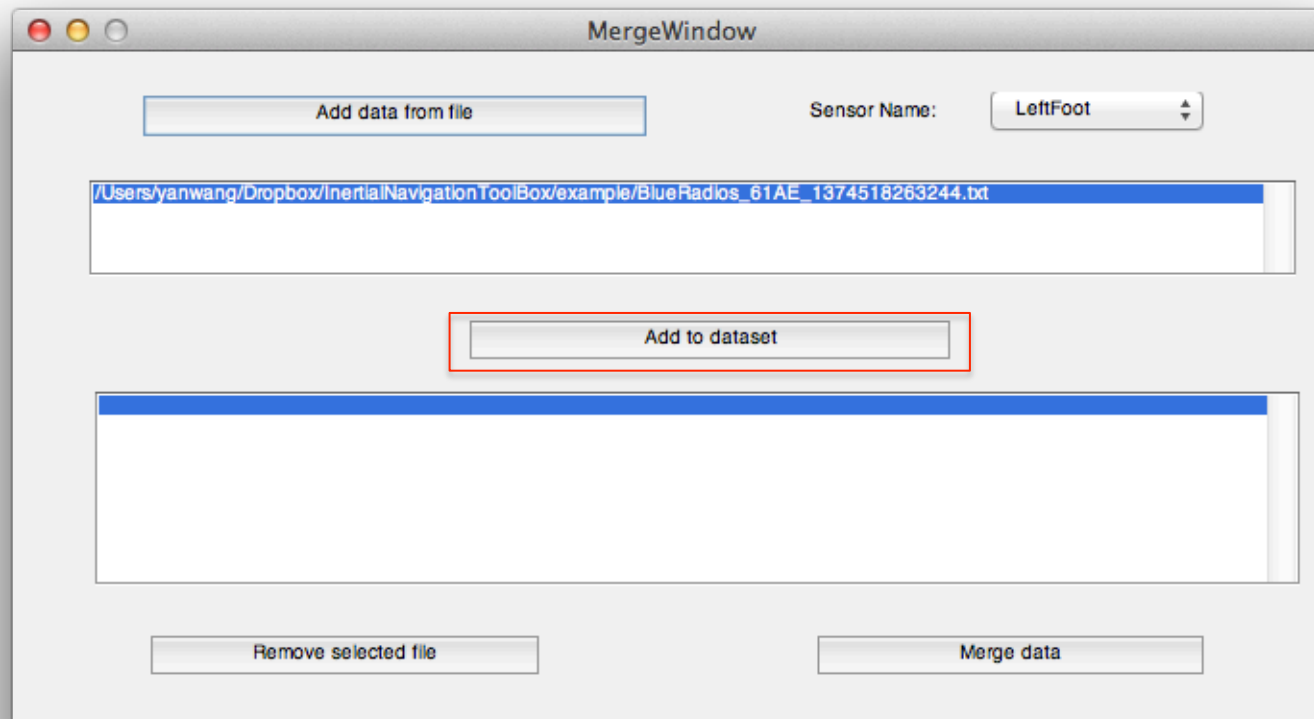 MergeWindow
Add data from file
Sensor Name:
LeftFoot
/Users/yanwang/Dropbox/InertialNavigationToolBox/example/BlueRadios_61AE_1374518263244.txt
Add to dataset
Remove selected file
Merge data